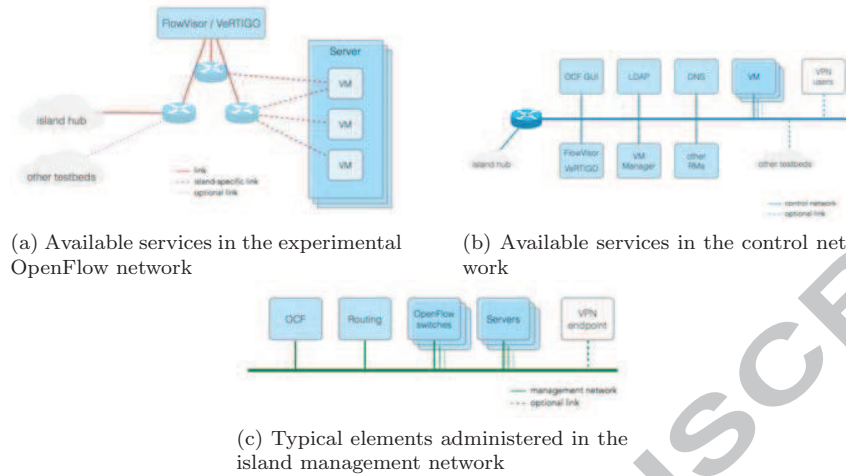 FlowVisor / VeRTIGO
Server
VM
VM
VM
island hub
other testbeds
link
island-specific link
optional link
(a) Available services in the experimental
OpenFlow network
OCF GUI
LDAP
DNS
VM
VPN
users
island hub
FlowVisor
VeRTIGO
VM
Manager
other
RMs
other testbeds
control network
optional link
(b) Available services in the control net-
work
OCF
Routing
OpenFlow
switches
Servers
VPN
endpoint
management network
optional link
(c) Typical elements administered in the
island management network
NSCR